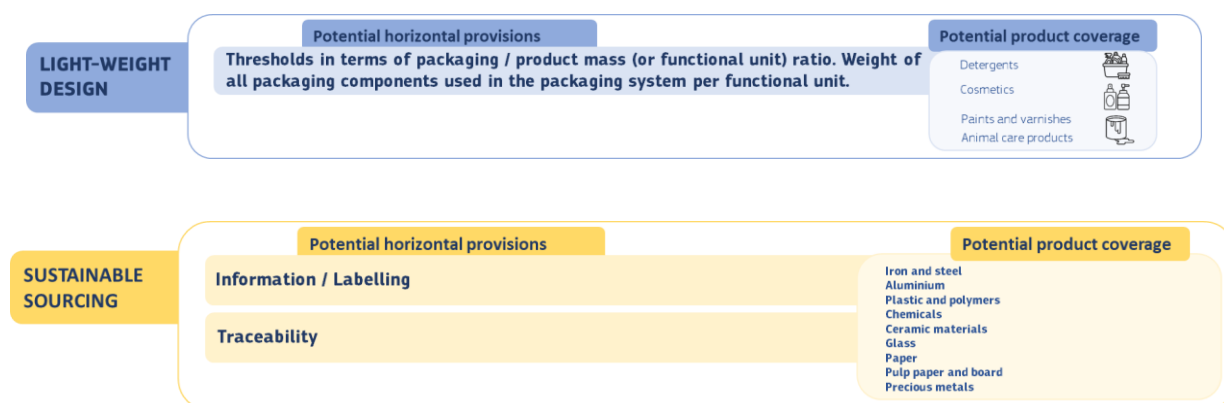 Potential horizontal provisions
Potential product coverage
LIGHT-WEIGHT
DESIGN
Thresholds in terms of packaging / product mass (or functional unit) ratio. Weight of
all packaging components used in the packaging system per functional unit.
Detergents
Cosmetics
Paints and varnishes
Animal care products
Potential horizontal provisions
Potential product coverage
SUSTAINABLE
SOURCING
Information / Labelling
Traceability
Iron and steel
Aluminium
Plastic and polymers
Chemicals
Ceramic materials
Glass
Paper
Pulp paper and board
Precious metals